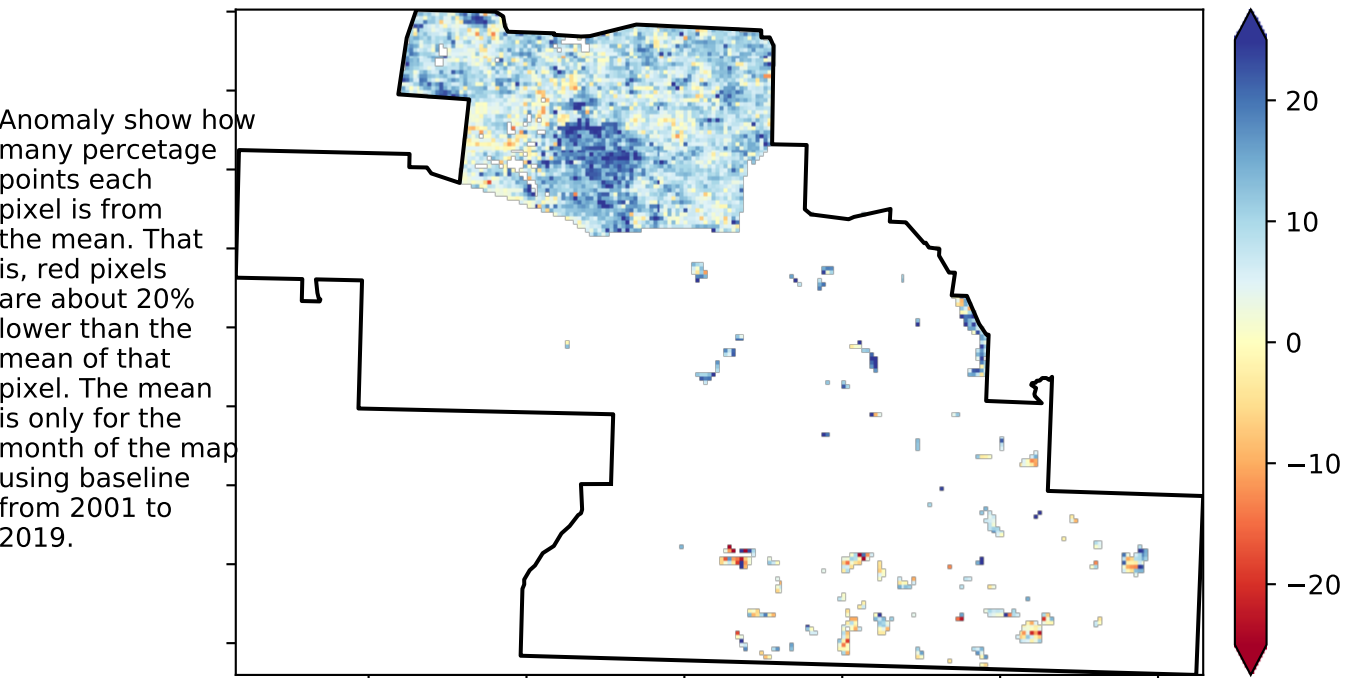 Anomaly show how
many percetage
points each
pixel is from
the mean. That
is, red pixels
are about 20%
lower than the
mean of that
pixel. The mean
is only for the
month of the map
using baseline
from 2001 to
2019.
20
10
0
−10
−20